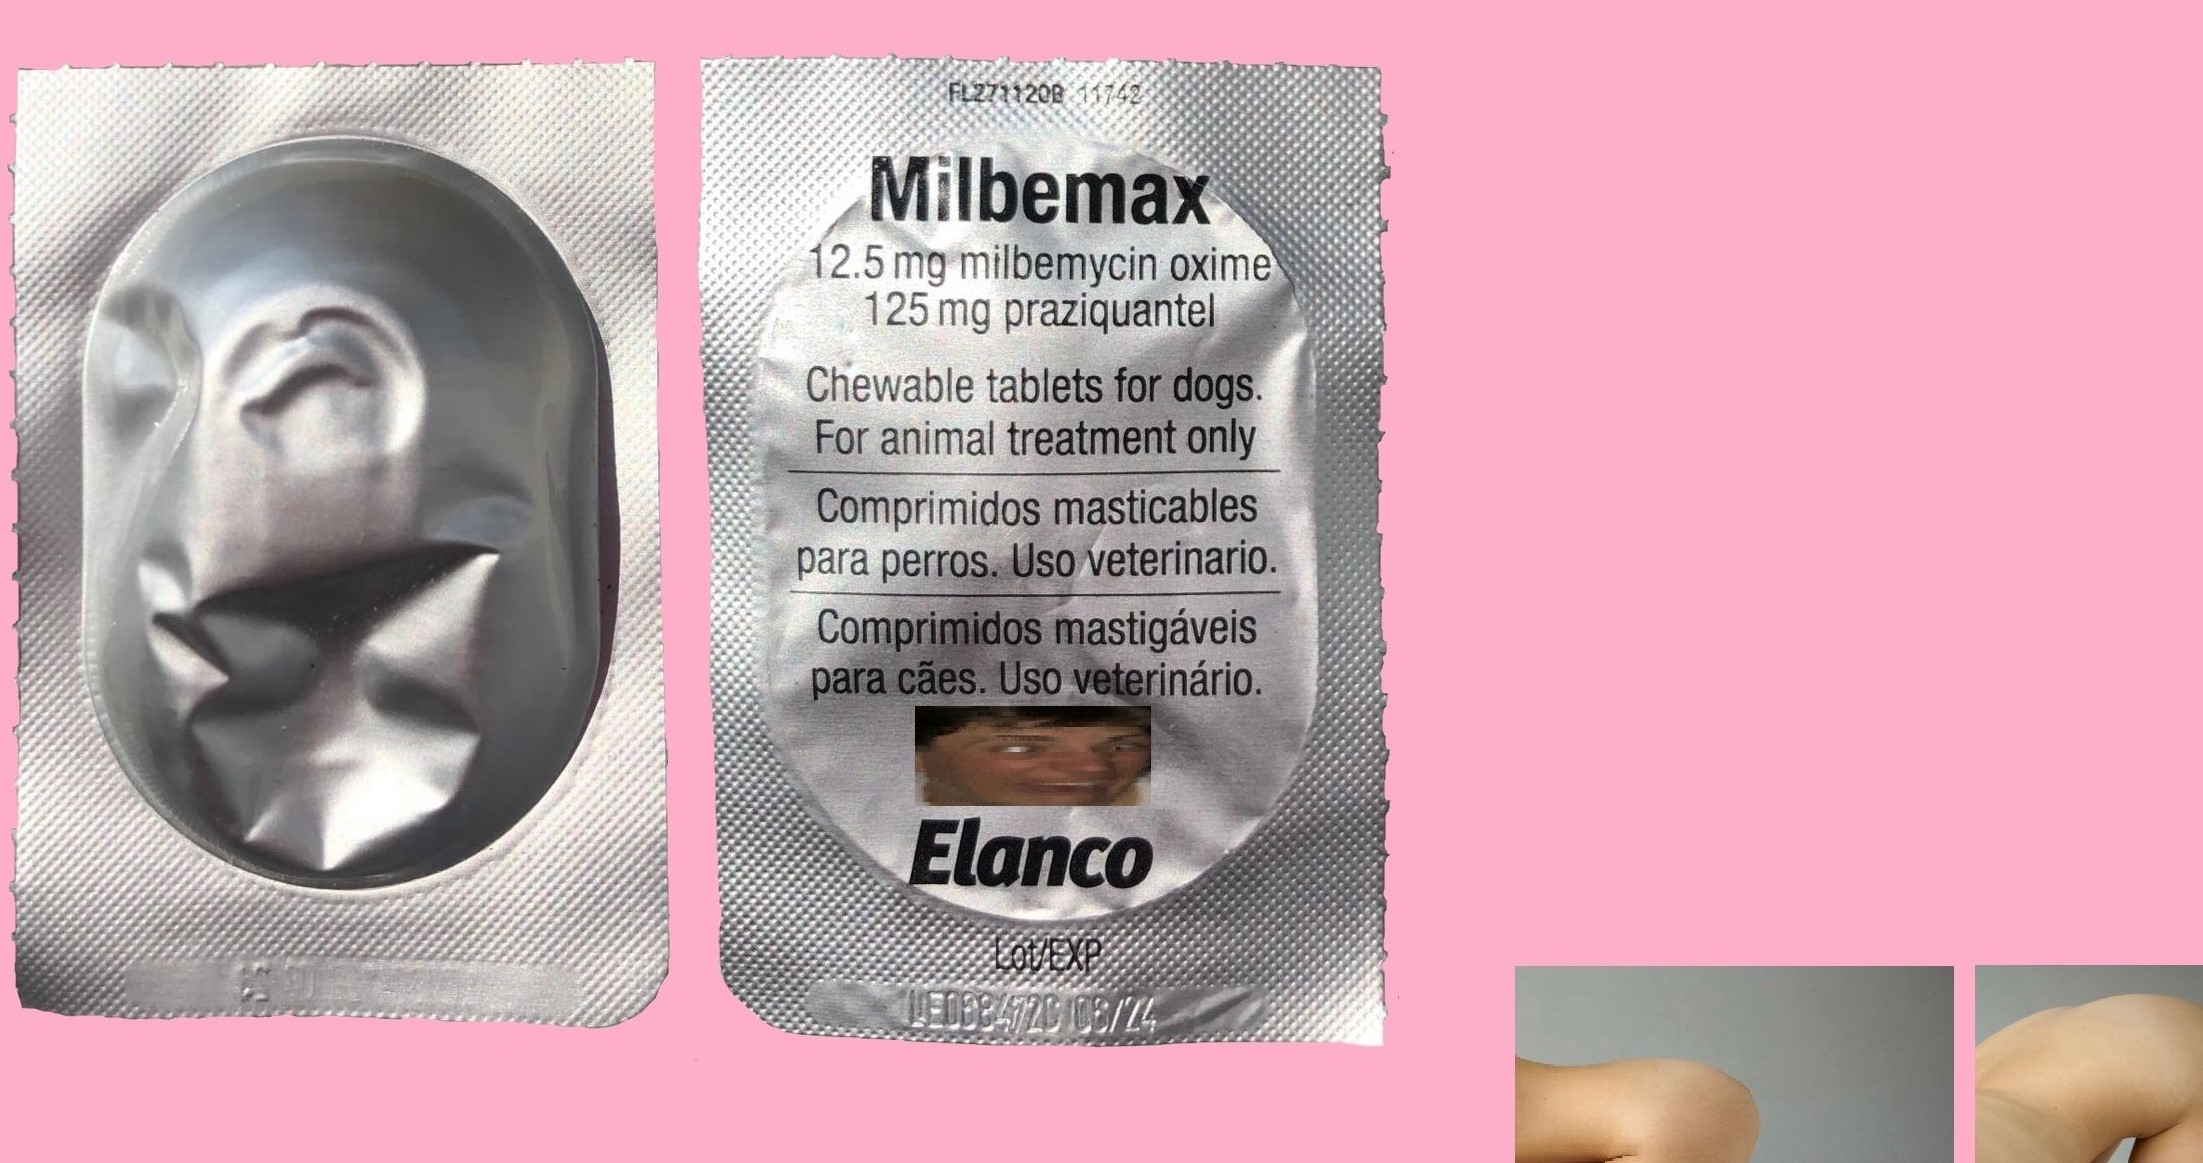 FLZ71120B 11742
Milbemax
12.5 mg milbemycin oxime
125 mg praziquantel
Chewable tablets for dogs.
For animal treatment only
Comprimidos masticables
para perros. Uso veterinario.
Comprimidos mastigáveis
para cães. Uso veterinário.
Elanco
Lot/EXP
08/24